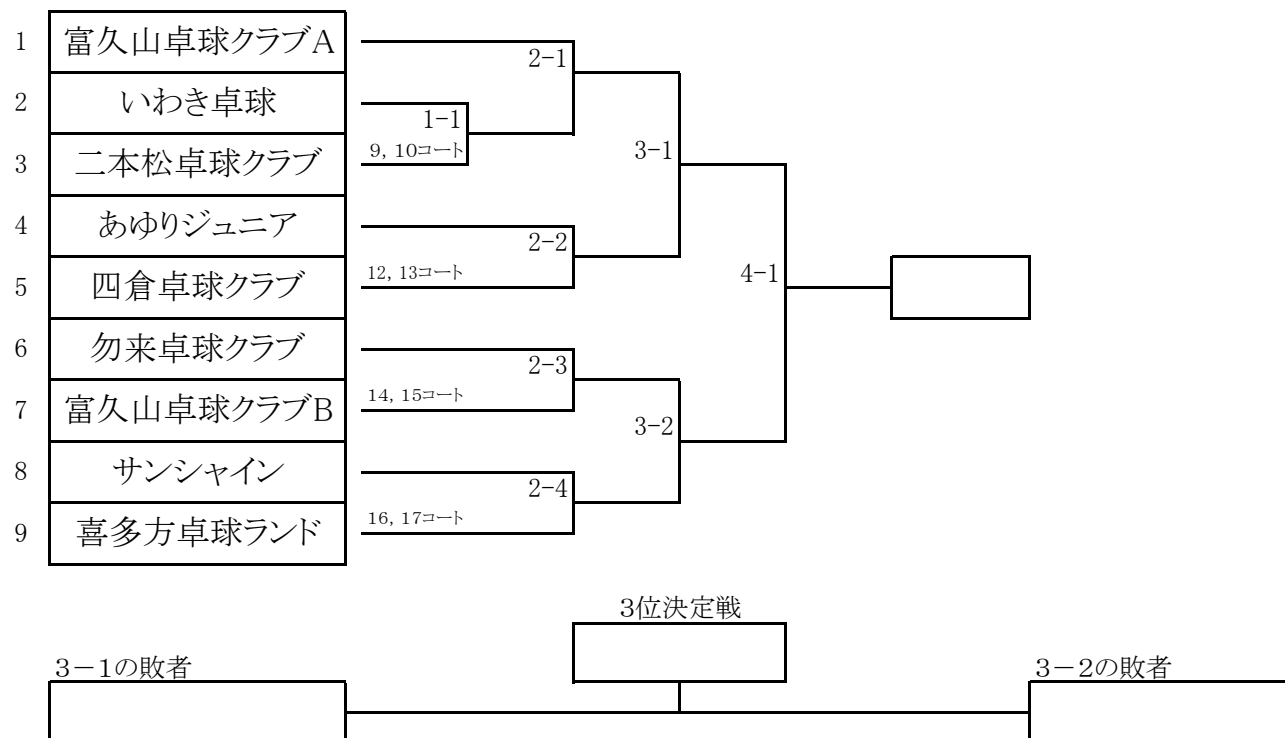 1 富久山卓球クラブA
2-1
2 いわき卓球
1-1
9, 10コート
3 二本松卓球クラブ
3-1
4 あゆりジュニア
2-2
12, 13コート
5 四倉卓球クラブ
4-1
6 勿来卓球クラブ
2-3
14, 15コート
7 富久山卓球クラブB
3-2
8 サンシャイン
2-4
16, 17コート
9 喜多方卓球ランド
3位決定戦
3－1の敗者
3－2の敗者